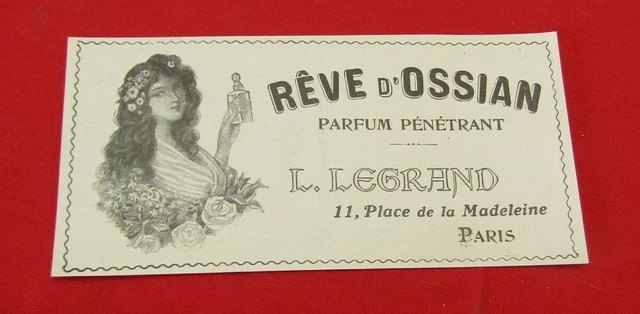 RÊVE D'OSSIAN
PARFUM PÉNÉTRANT
L. LEGRAND
11, Place de la Madeleine
PARIS